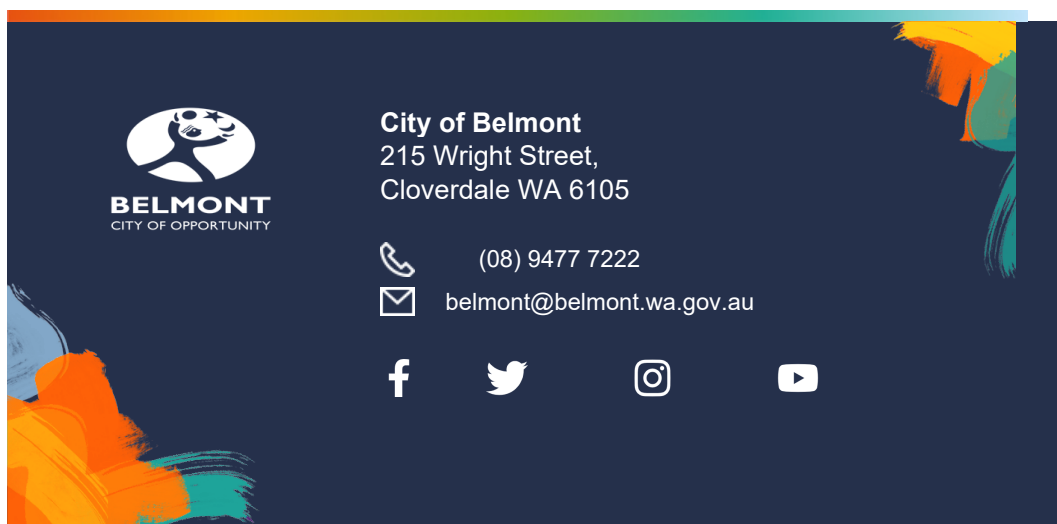 BELMONT
CITY OF OPPORTUNITY
City of Belmont
215 Wright Street,
Cloverdale WA 6105
(08) 9477 7222
belmont@belmont.wa.gov.au